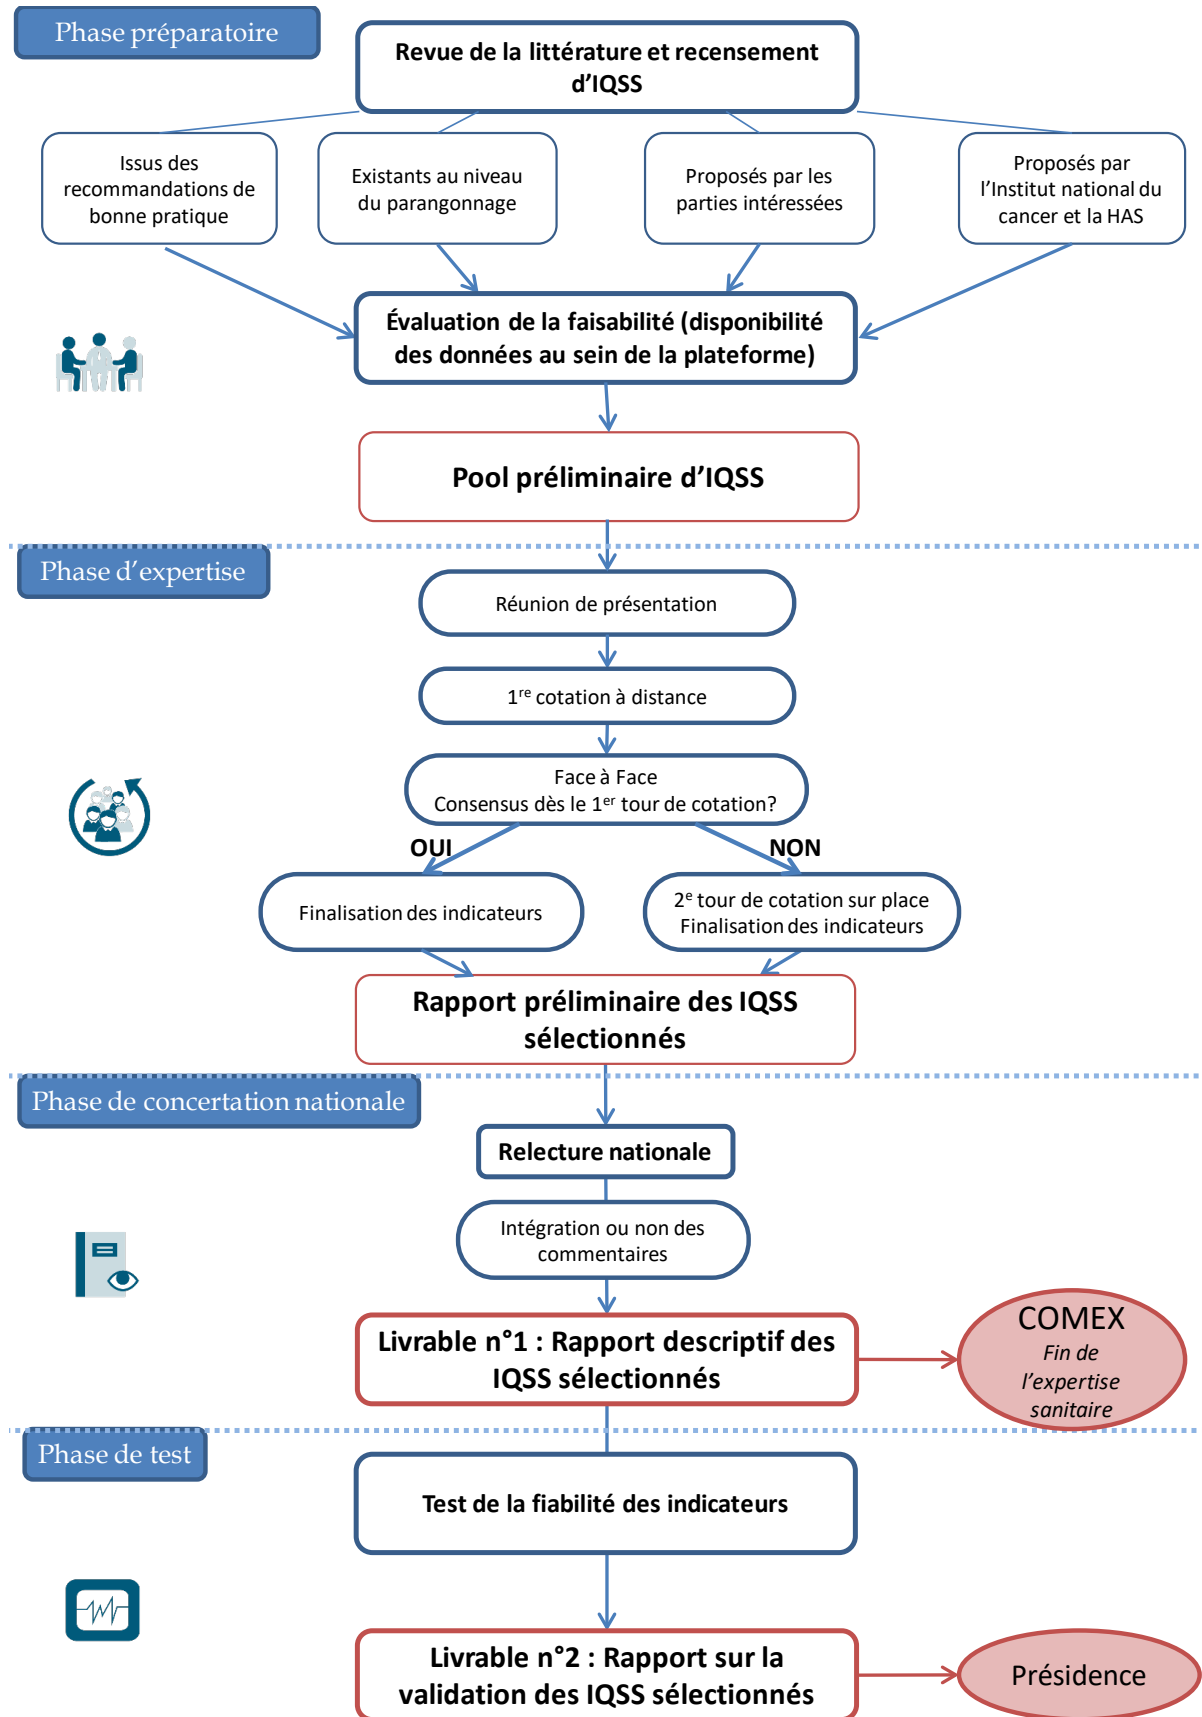 Phase préparatoire
Revue de la littérature et recensement
d’IQSS
Issus des
recommandations de
bonne pratique
Existants au niveau
du parangonnage
Proposés par les
parties intéressées
Proposés par
l’Institut national du
cancer et la HAS
Évaluation de la faisabilité (disponibilité
des données au sein de la plateforme)
Pool préliminaire d’IQSS
Phase d’expertise
Réunion de présentation
1re cotation à distance
Face à Face
Consensus dès le 1er tour de cotation?
OUI
NON
Finalisation des indicateurs
2e tour de cotation sur place
Finalisation des indicateurs
Rapport préliminaire des IQSS
sélectionnés
Phase de concertation nationale
Relecture nationale
Intégration ou non des
commentaires
Livrable n°1 : Rapport descriptif des
IQSS sélectionnés
COMEX
Fin de
l’expertise
sanitaire
Phase de test
Test de la fiabilité des indicateurs
Livrable n°2 : Rapport sur la
validation des IQSS sélectionnés
Présidence